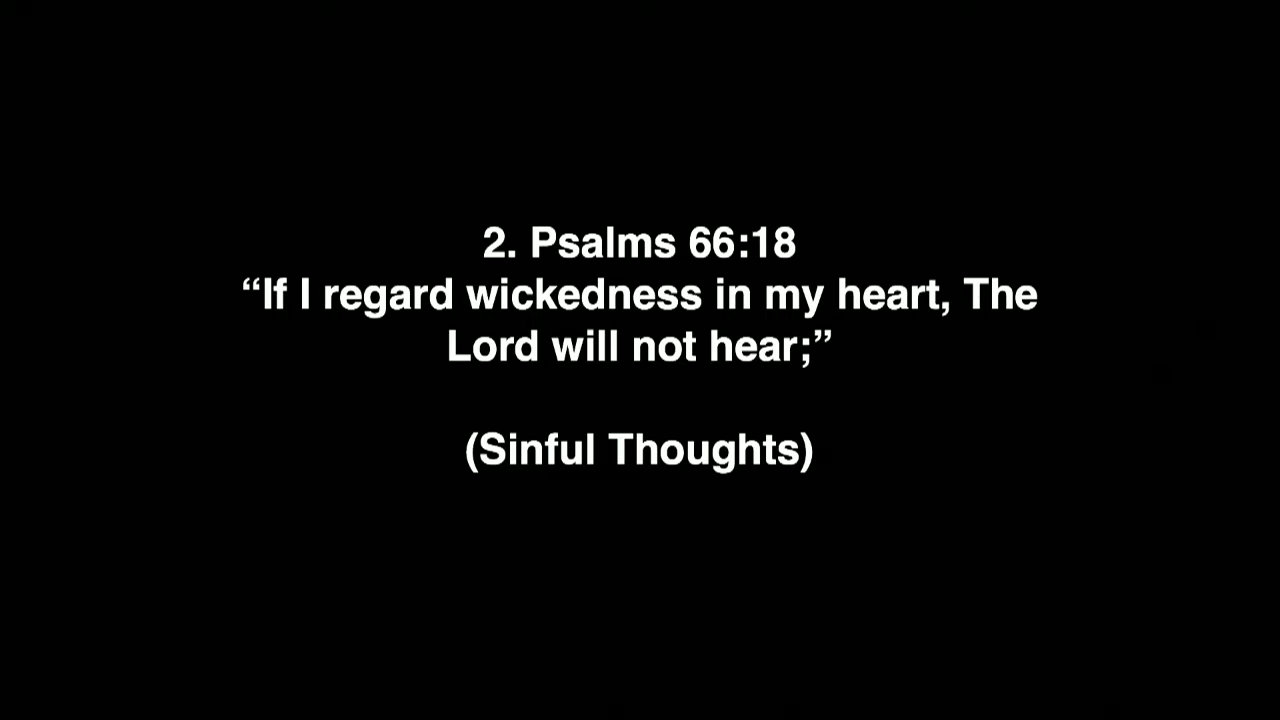 2. Psalms 66:18
“If I regard wickedness in my heart, The
Lord will not hear;”
(Sinful Thoughts)